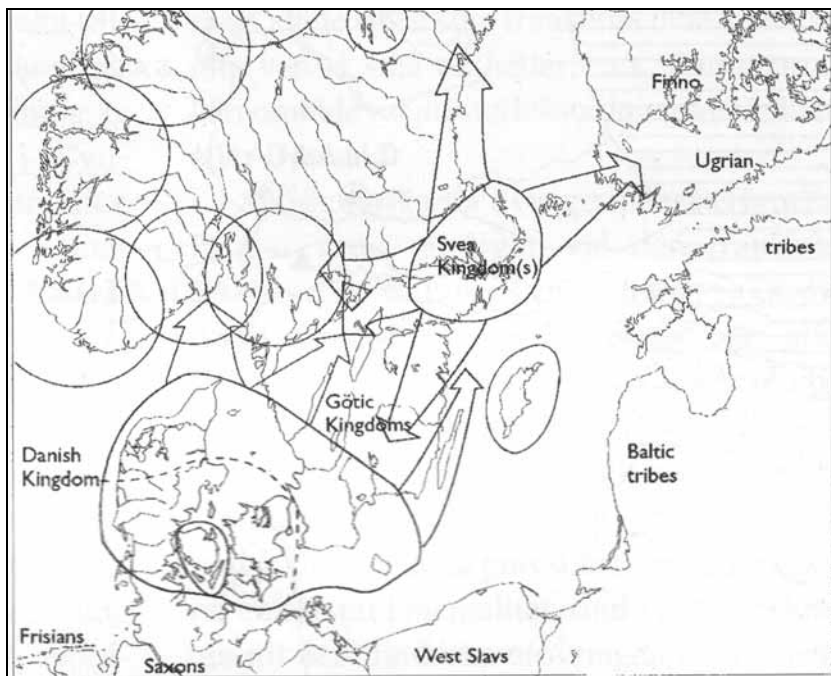 Finno
Ugrian
tribes
Svea
Kingdom(s)
Götic
Kingdoms
Danish
Kingdom
Baltic
tribes
Frisians
Saxons
West Slavs